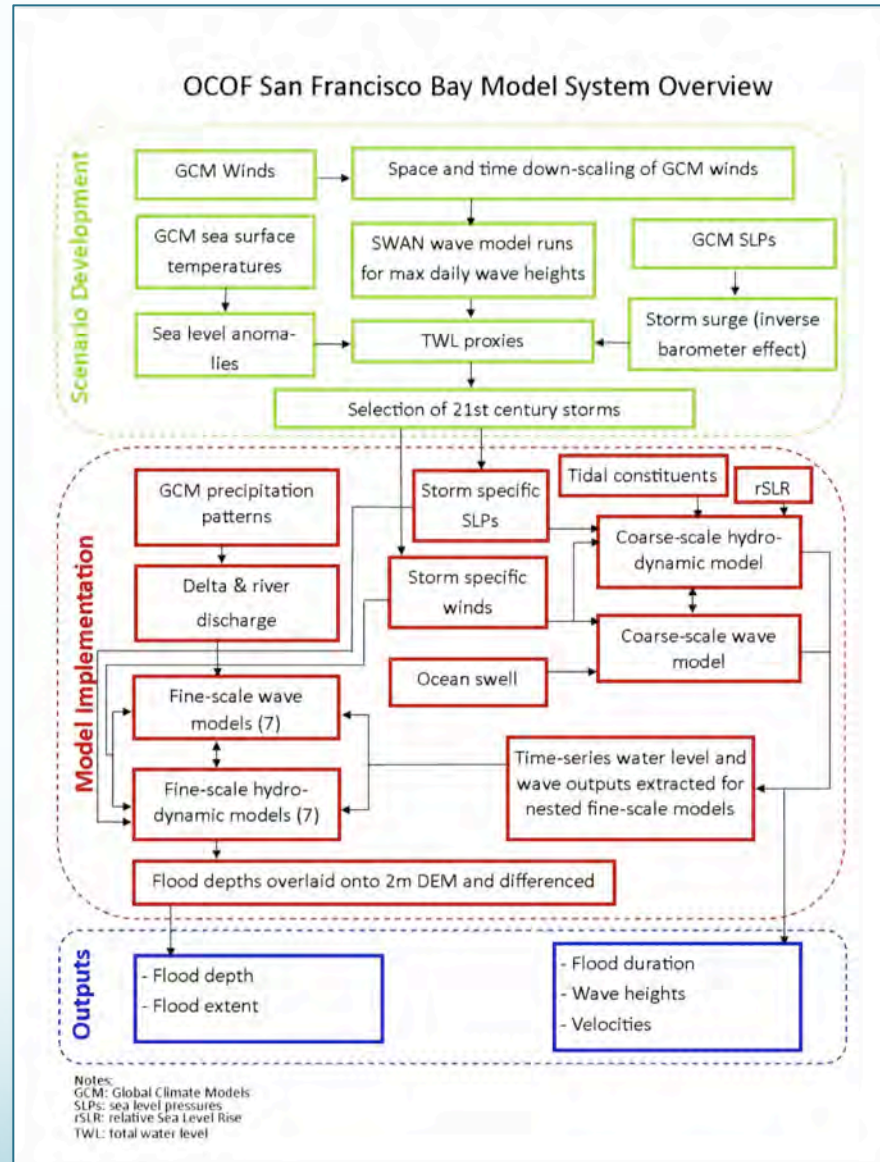 OCOF San Francisco Bay Model System Overview
Scenario Development
GCM Winds
Space and time down-scaling of GCM winds
GCM sea surface
temperatures
SWAN wave model runs
for max daily wave heights
GCM SLPs
Sea level anoma-
lies
TWL proxies
Storm surge (inverse
barometer effect)
Selection of 21st century storms
Model Implementation
GCM precipitation
patterns
Storm specific
SLPs
Tidal constituents
rSLR
Coarse-scale hydro-
dynamic model
Delta & river
discharge
Storm specific
winds
Coarse-scale wave
model
Ocean swell
Fine-scale wave
models (7)
Time-series water level and
wave outputs extracted for
nested fine-scale models
Fine-scale hydro-
dynamic models (7)
Flood depths overlaid onto 2m DEM and differenced
Outputs
- Flood depth
- Flood extent
- Flood duration
- Wave heights
- Velocities
Notes:
GCM: Global Climate Models
SLPs: sea level pressures
rSLR: relative Sea Level Rise
TWL: total water level